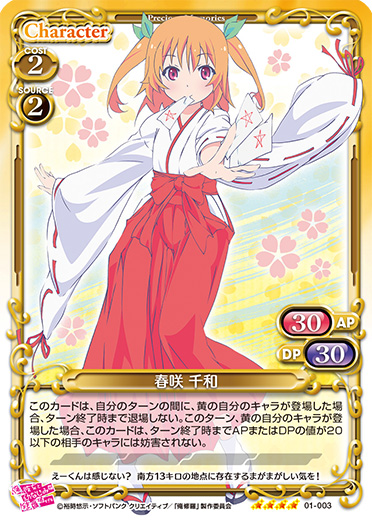 Precious Memories
Character
COST
2
SOURCE
2
30 AP
DP 30
春咲 千和
このカードは、自分のターンの間に、黄の自分のキャラが登場した場
合、ターン終了時まで退場しない。このターン、黄の自分のキャラが登
場した場合、このカードは、ターン終了時までAPまたはDPの値が20
以下の相手のキャラには妨害されない。
えーくんは感じない? 南方13キロの地点に存在するまがまがしい気を!
©裕時悠示・ソフトバンク クリエイティブ/「俺修羅」製作委員会
01-003